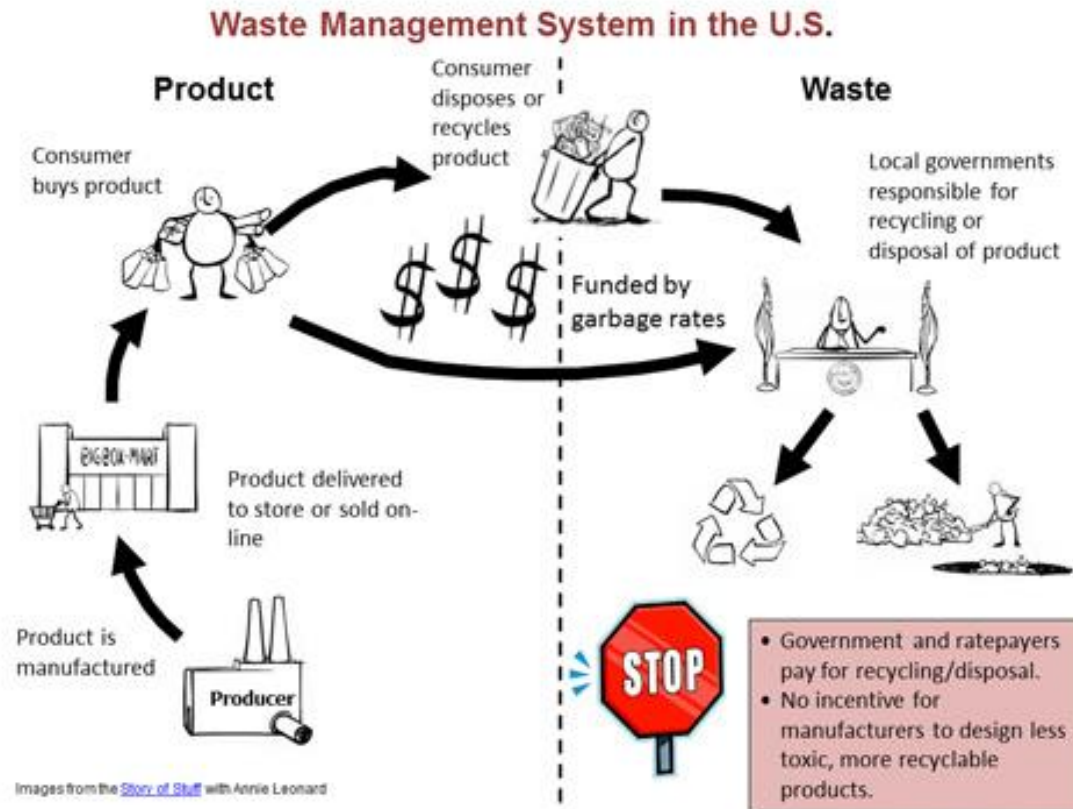 Waste Management System in the U.S.
Product
Consumer
disposes or
recycles
product
Waste
Consumer
buys product
Local governments
responsible for
recycling or
disposal of product
$ $ $
Funded by
garbage rates
BIG BOX-MART
Product delivered
to store or sold on-
line
Product is
manufactured
Producer
STOP
• Government and ratepayers
pay for recycling/disposal.
• No incentive for
manufacturers to design less
toxic, more recyclable
products.
Images from the Story of Stuff with Annie Leonard